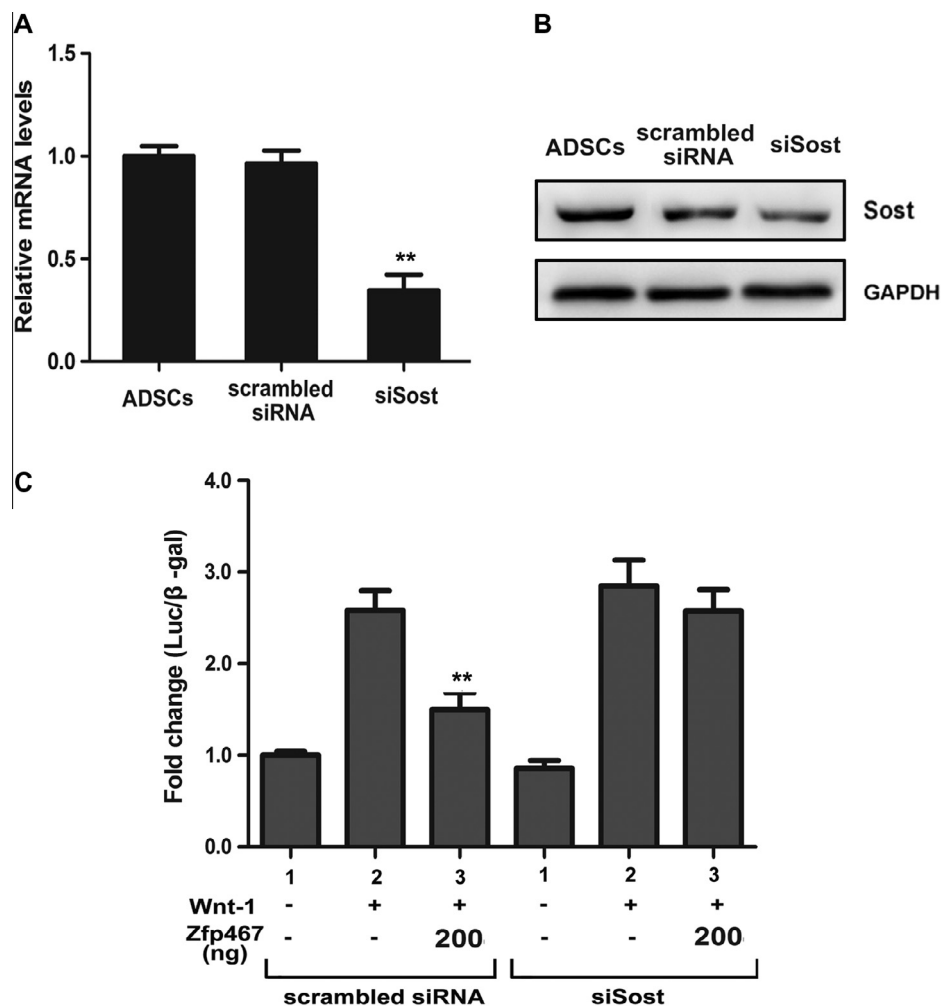 A
Relative mRNA levels
1.5
1.0
0.5
0.0
**
ADSCs
scrambled
siRNA
siSost
B
ADSCs
scrambled
siRNA
siSost
Sost
GAPDH
C
Fold change (Luc/β -gal)
4.0
3.0
2.0
1.0
0.0
**
1 2 3 1 2 3
Wnt-1 - + + - + +
Zfp467
(ng) - - 200 - - 200
scrambled siRNA siSost